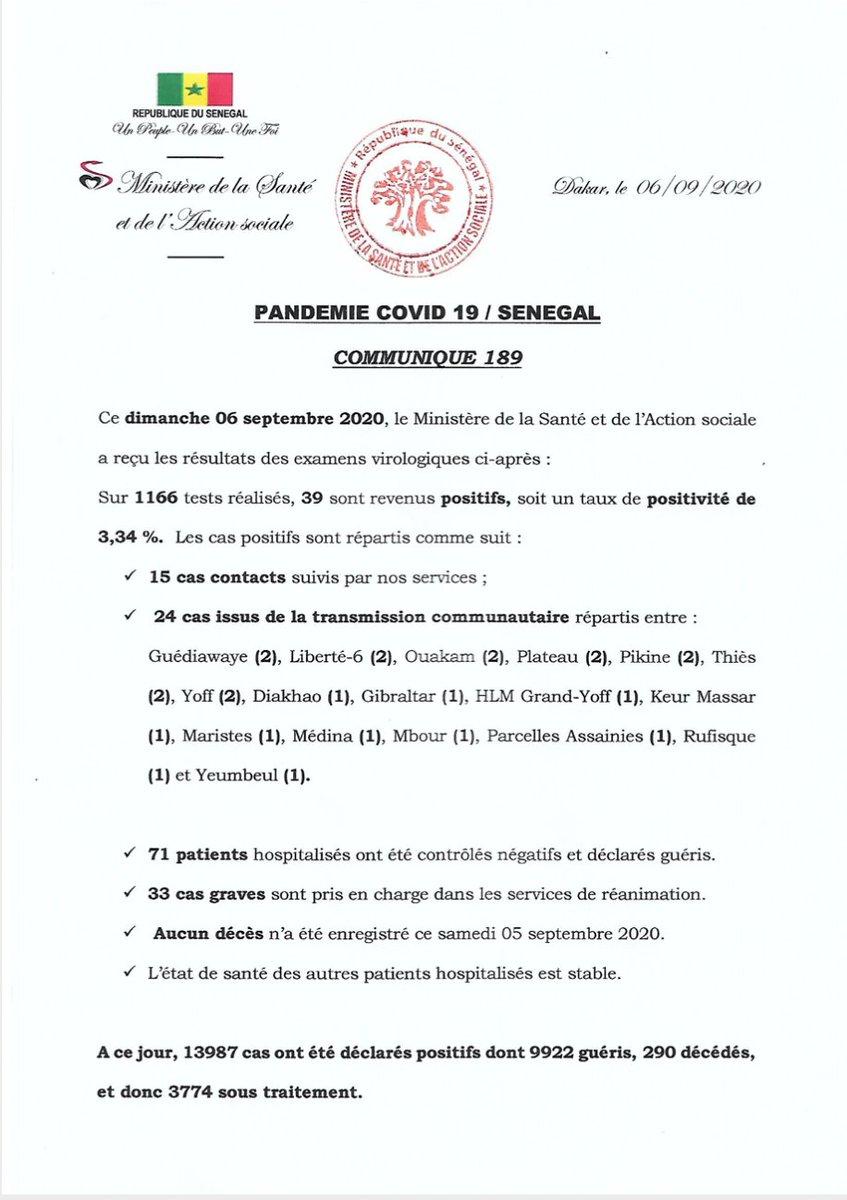 REPUBLIQUE DU SENEGAL
Un Peuple-Un But-Une Foi
Ministère de la Santé
et de l'Action sociale
République du Sénégal
MINISTÈRE DE LA SANTÉ ET DE L'ACTION SOCIALE
Dakar, le 06/09/2020
PANDEMIE COVID 19 / SENEGAL
COMMUNIQUE 189
Ce dimanche 06 septembre 2020, le Ministère de la Santé et de l'Action sociale
a reçu les résultats des examens virologiques ci-après :
Sur 1166 tests réalisés, 39 sont revenus positifs, soit un taux de positivité de
3,34 %. Les cas positifs sont répartis comme suit :
✓ 15 cas contacts suivis par nos services ;
✓ 24 cas issus de la transmission communautaire répartis entre :
Guédiawaye (2), Liberté-6 (2), Ouakam (2), Plateau (2), Pikine (2), Thiès
(2), Yoff (2), Diakhao (1), Gibraltar (1), HLM Grand-Yoff (1), Keur Massar
(1), Maristes (1), Médina (1), Mbour (1), Parcelles Assainies (1), Rufisque
(1) et Yeumbeul (1).
✓ 71 patients hospitalisés ont été contrôlés négatifs et déclarés guéris.
✓ 33 cas graves sont pris en charge dans les services de réanimation.
✓ Aucun décès n'a été enregistré ce samedi 05 septembre 2020.
✓ L'état de santé des autres patients hospitalisés est stable.
A ce jour, 13987 cas ont été déclarés positifs dont 9922 guéris, 290 décédés,
et donc 3774 sous traitement.